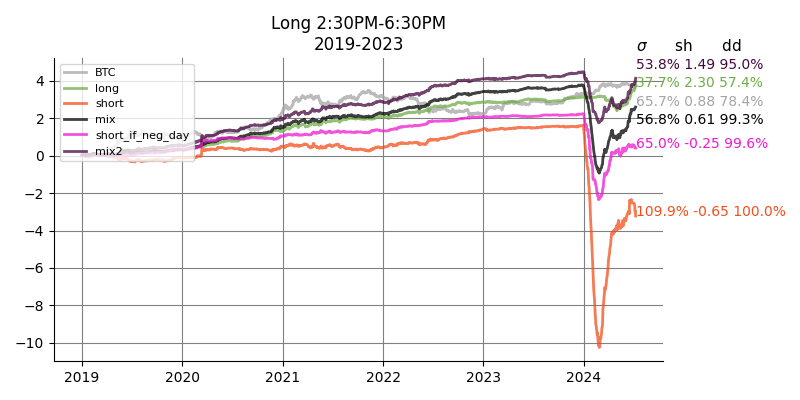 Long 2:30PM-6:30PM
2019-2023
σ sh dd
53.8% 1.49 95.0%
37.7% 2.30 57.4%
65.7% 0.88 78.4%
56.8% 0.61 99.3%
65.0% -0.25 99.6%
109.9% -0.65 100.0%
BTC
long
short
mix
short_if_neg_day
mix2
4
2
0
−2
−4
−6
−8
−10
2019 2020 2021 2022 2023 2024